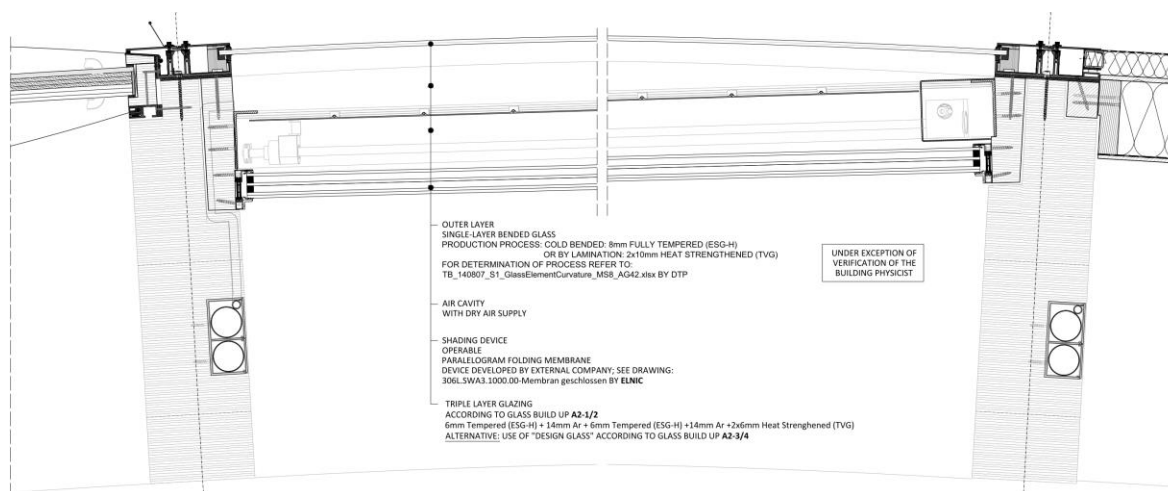 OUTER LAYER
SINGLE-LAYER BENDED GLASS
PRODUCTION PROCESS: COLD BENDED: 8mm FULLY TEMPERED (ESG-H)
OR BY LAMINATION: 2x10mm HEAT STRENGTHENED (TVG)
FOR DETERMINATION OF PROCESS REFER TO:
TB_140807_S1_GlassElementCurvature_MS8_AG42.xlsx BY DTP
UNDER EXCEPTION OF
VERIFICATION OF THE
BUILDING PHYSICIST
AIR CAVITY
WITH DRY AIR SUPPLY
SHADING DEVICE
OPERABLE
PARALELOGRAM FOLDING MEMBRANE
DEVICE DEVELOPED BY EXTERNAL COMPANY; SEE DRAWING:
306L.SWA3.1000.00-Membran geschlossen BY ELNIC
TRIPLE LAYER GLAZING
ACCORDING TO GLASS BUILD UP A2-1/2
6mm Tempered (ESG-H) + 14mm Ar + 6mm Tempered (ESG-H) +14mm Ar +2x6mm Heat Strenghened (TVG)
ALTERNATIVE: USE OF "DESIGN GLASS" ACCORDING TO GLASS BUILD UP A2-3/4